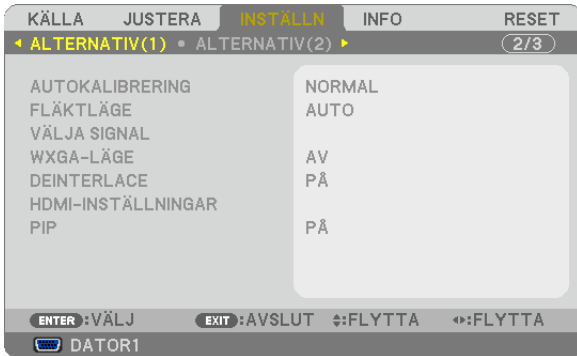 KÄLLA JUSTERA INSTÄLLN INFO RESET
ALTERNATIV(1) • ALTERNATIV(2) 2/3
AUTOKALIBRERING NORMAL
FLÄKTLÄGE AUTO
VÄLJA SIGNAL
WXGA-LÄGE AV
DEINTERLACE PÅ
HDMI-INSTÄLLNINGAR
PIP PÅ
ENTER :VÄLJ EXIT :AVSLUT :FLYTTA :FLYTTA
DATOR1